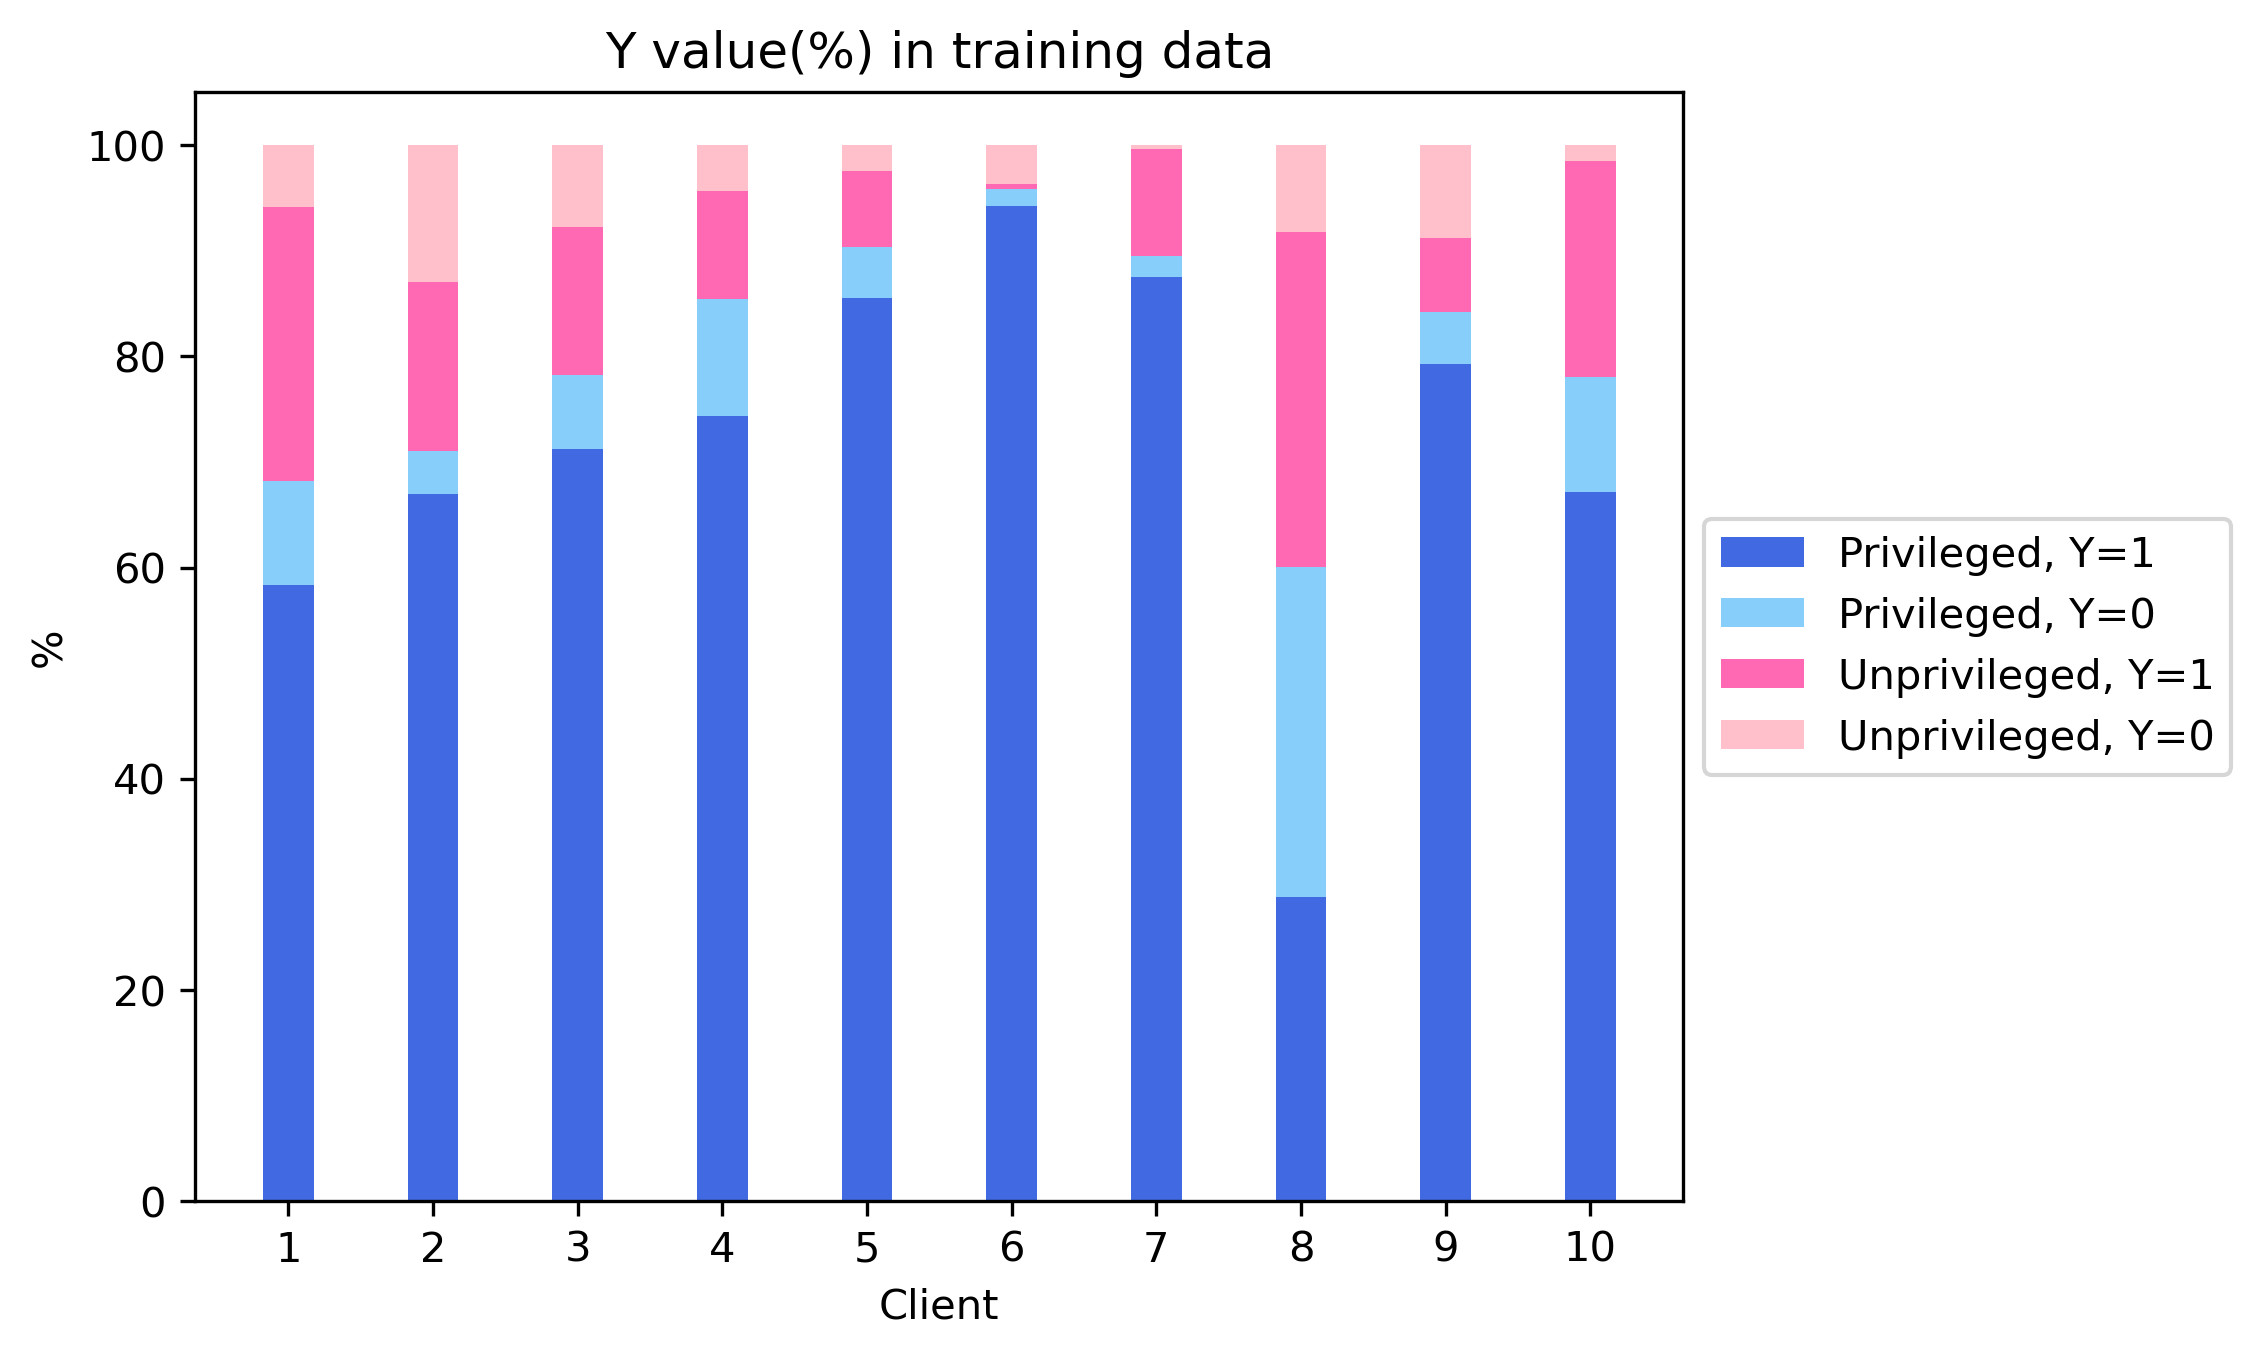 Y value(%) in training data
100
80
60
40
20
0
%
1 2 3 4 5 6 7 8 9 10
Client
Privileged, Y=1
Privileged, Y=0
Unprivileged, Y=1
Unprivileged, Y=0